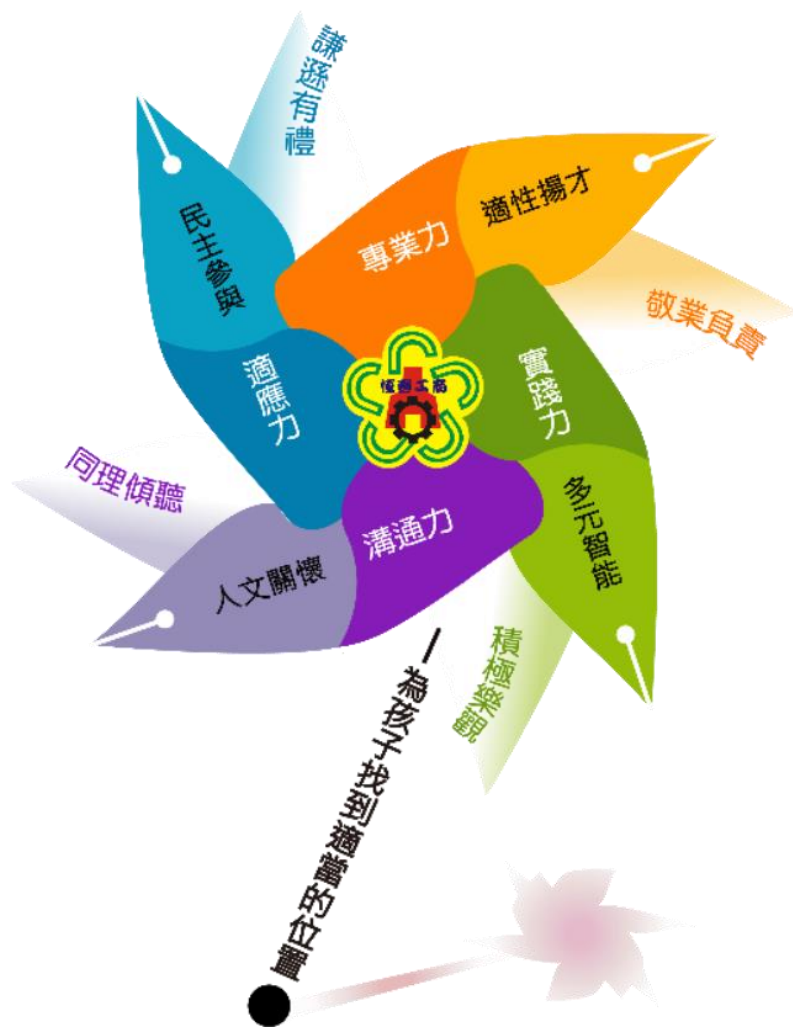 謙遜有禮
民主參與
適應力
專業力
適性揚才
敬業負責
實踐力
多元智能
積極樂觀
溝通力
人文關懷
同理傾聽
為孩子找到適當的位置